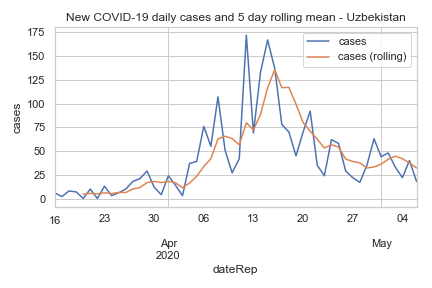 New COVID-19 daily cases and 5 day rolling mean - Uzbekistan
cases
cases (rolling)
175
150
125
100
75
50
25
0
cases
16 23 30 06 13 20 27 04
Apr May
2020
dateRep